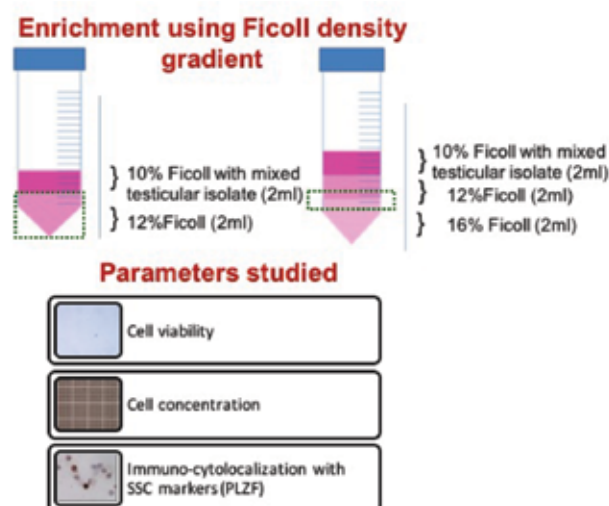 Enrichment using Ficoll density
gradient
10% Ficoll with mixed
testicular isolate (2ml)
12%Ficoll (2ml)
10% Ficoll with mixed
testicular isolate (2ml)
12%Ficoll (2ml)
16% Ficoll (2ml)
Parameters studied
Cell viability
Cell concentration
Immuno-cytolocalization with
SSC markers (PLZF)